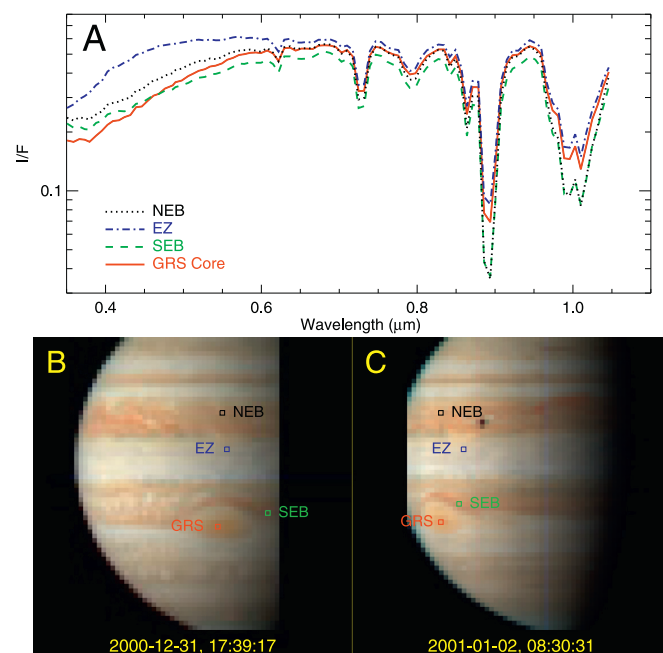 A
I/F
0.1
NEB
EZ
SEB
GRS Core
0.4 0.6 0.8 1.0
Wavelength (μm)
B
NEB
EZ
SEB
GRS
2000-12-31, 17:39:17
C
NEB
EZ
SEB
GRS
2001-01-02, 08:30:31